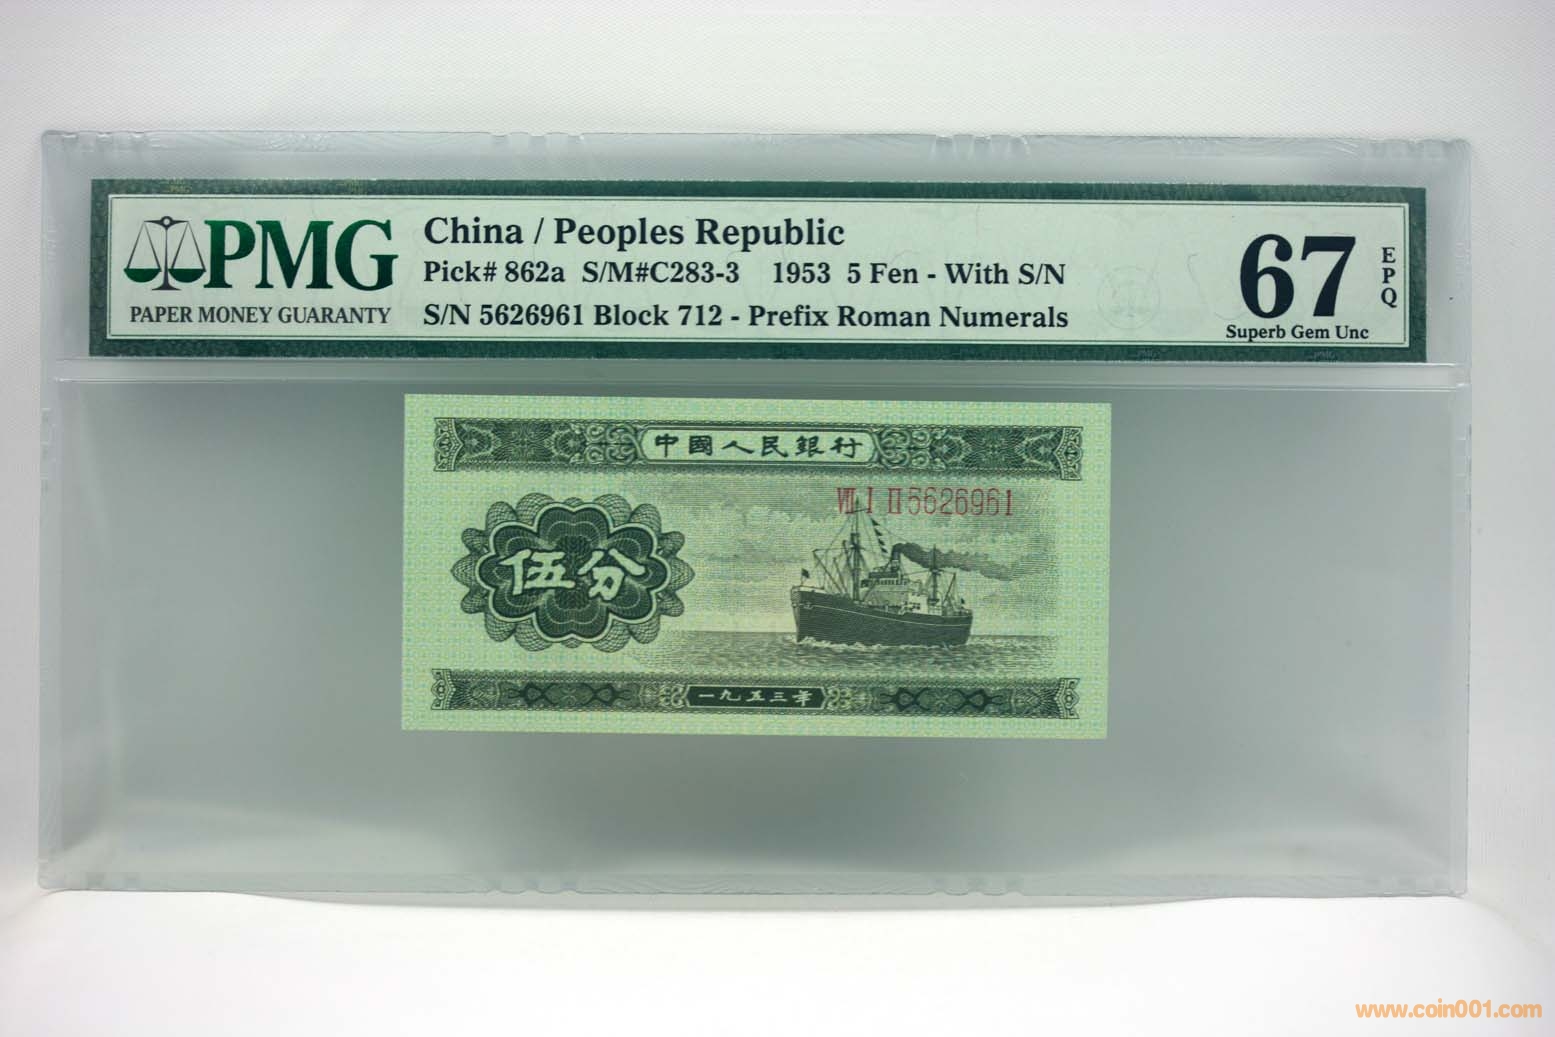 PMG
PAPER MONEY GUARANTY
China / Peoples Republic
Pick# 862a S/M#C283-3 1953 5 Fen - With S/N
S/N 5626961 Block 712 - Prefix Roman Numerals
67
EPQ
Superb Gem Unc
中國人民銀行
Ⅶ Ⅰ Ⅱ 5626961
伍分
一九五三年
www.coin001.com